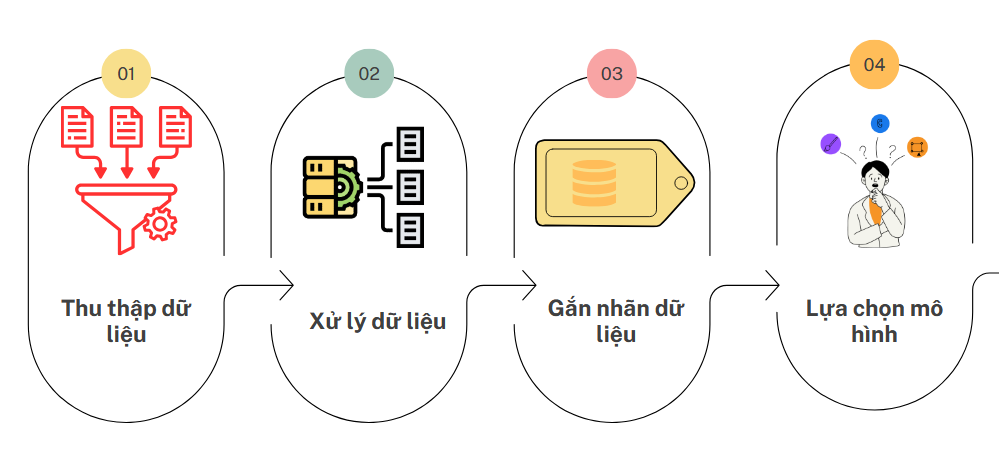 01
Thu thập dữ
liệu
02
Xử lý dữ liệu
03
Gắn nhãn dữ
liệu
04
? ?
Lựa chọn mô
hình